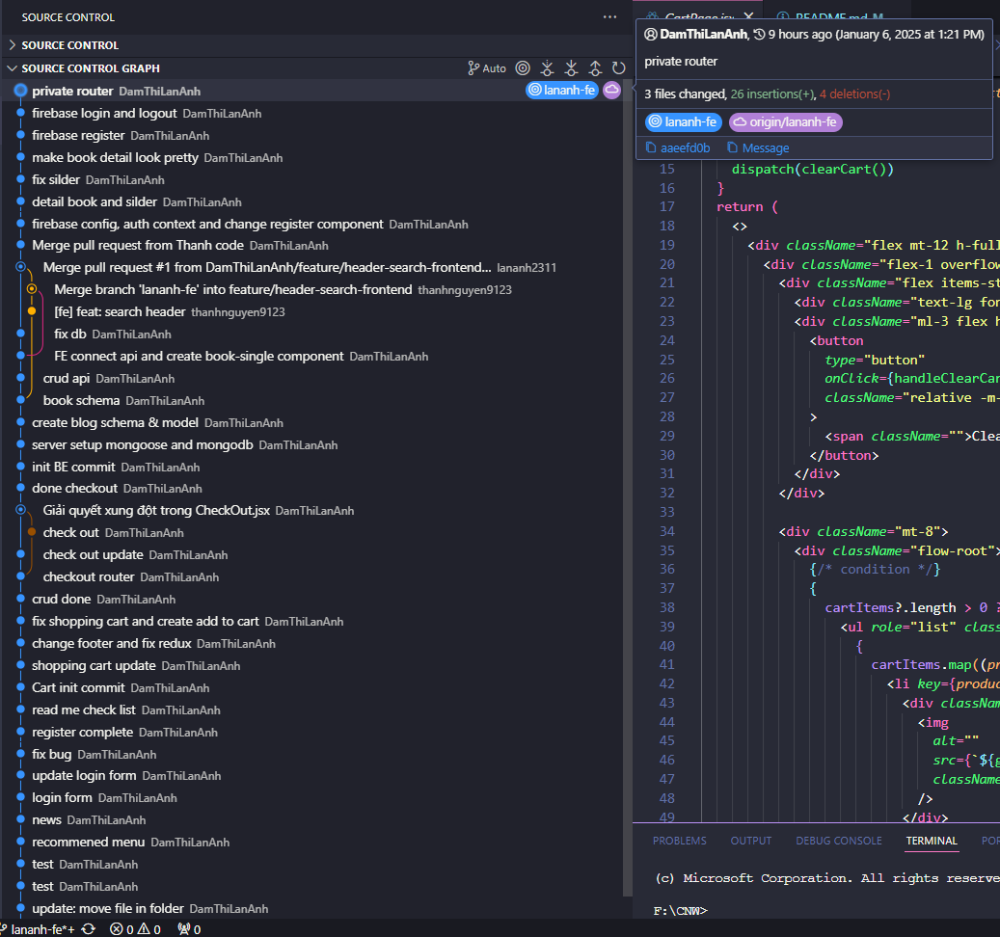 SOURCE CONTROL
SOURCE CONTROL
SOURCE CONTROL GRAPH
Auto
private router DamThiLanAnh
lananh-fe
firebase login and logout DamThiLanAnh
firebase register DamThiLanAnh
make book detail look pretty DamThiLanAnh
fix silder DamThiLanAnh
detail book and silder DamThiLanAnh
firebase config, auth context and change register component DamThiLanAnh
Merge pull request from Thanh code DamThiLanAnh
Merge pull request #1 from DamThiLanAnh/feature/header-search-frontend... lananh2311
Merge branch 'lananh-fe' into feature/header-search-frontend thanhnguyen9123
[fe] feat: search header thanhnguyen9123
fix db DamThiLanAnh
FE connect api and create book-single component DamThiLanAnh
crud api DamThiLanAnh
book schema DamThiLanAnh
create blog schema & model DamThiLanAnh
server setup mongoose and mongodb DamThiLanAnh
init BE commit DamThiLanAnh
done checkout DamThiLanAnh
Giải quyết xung đột trong CheckOut.jsx DamThiLanAnh
check out DamThiLanAnh
check out update DamThiLanAnh
checkout router DamThiLanAnh
crud done DamThiLanAnh
fix shopping cart and create add to cart DamThiLanAnh
change footer and fix redux DamThiLanAnh
shopping cart update DamThiLanAnh
Cart init commit DamThiLanAnh
read me check list DamThiLanAnh
register complete DamThiLanAnh
fix bug DamThiLanAnh
update login form DamThiLanAnh
login form DamThiLanAnh
news DamThiLanAnh
recommened menu DamThiLanAnh
test DamThiLanAnh
test DamThiLanAnh
update: move file in folder DamThiLanAnh
lananh-fe*+ 0 0 0
CartPage.jsx README.md M
DamThiLanAnh, 9 hours ago (January 6, 2025 at 1:21 PM)
private router
3 files changed, 26 insertions(+), 4 deletions(-)
lananh-fe origin/lananh-fe
aaeefd0b Message
15 dispatch(clearCart())
16 }
17 return (
18 <>
19 <div className="flex mt-12 h-full
20 <div className="flex-1 overflow
21 <div className="flex items-st
22 <div className="text-lg fon
23 <div className="ml-3 flex h
24 <button
25 type="button"
26 onClick={handleClearCar
27 className="relative -m-
28 >
29 <span className="">Clea
30 </button>
31 </div>
32 </div>
33
34 <div className="mt-8">
35 <div className="flow-root">
36 {/* condition */}
37 {
38 cartItems?.length > 0 ?
39 <ul role="list" class
40 {
41 cartItems.map((pr
42 <li key={produc
43 <div classNam
44 <img
45 alt=""
46 src={`${g
47 className
48 />
49 </div>
PROBLEMS OUTPUT DEBUG CONSOLE TERMINAL POR
(c) Microsoft Corporation. All rights reserve
F:\CNW>